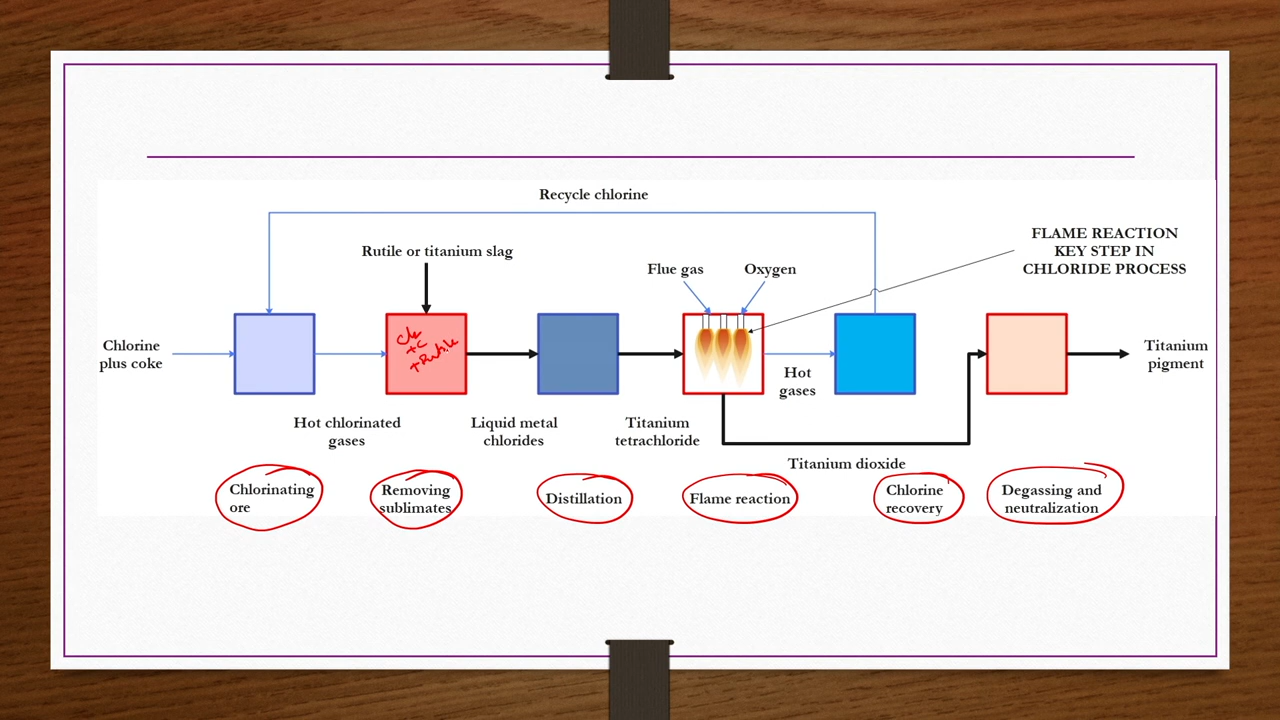 Recycle chlorine
Rutile or titanium slag
FLAME REACTION
KEY STEP IN
CHLORIDE PROCESS
Flue gas
Oxygen
Chlorine
plus coke
+C
+Rutile
Hot
gases
Titanium
pigment
Hot chlorinated
gases
Liquid metal
chlorides
Titanium
tetrachloride
Titanium dioxide
Chlorinating
ore
Removing
sublimates
Distillation
Flame reaction
Chlorine
recovery
Degassing and
neutralization